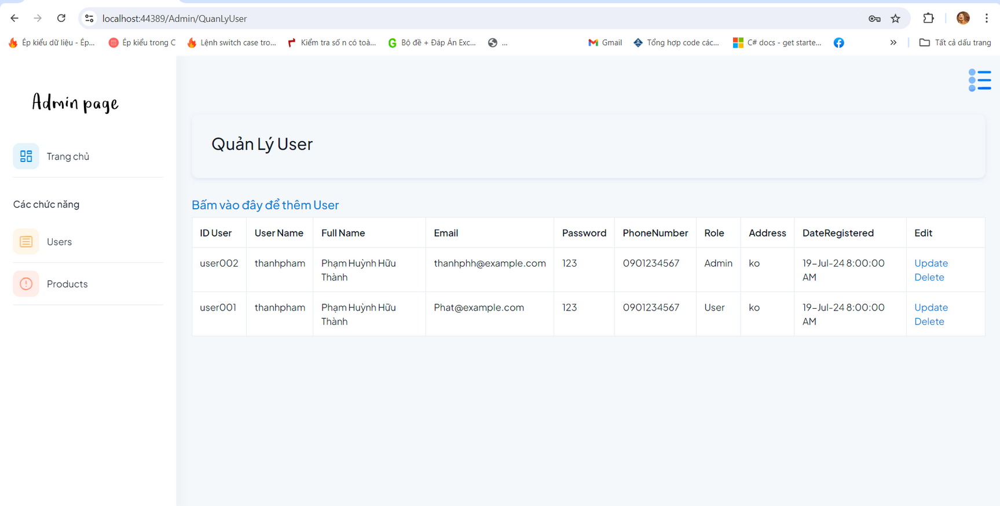 localhost:44389/Admin/QuanLyUser
Ép kiểu dữ liệu - Ép... Ép kiểu trong C Lệnh switch case tro... Kiểm tra số n có toà... Bộ đề + Đáp Án Exc... ... Gmail Tổng hợp code các... C# docs - get starte... » Tất cả dấu trang
Admin page
Trang chủ
Các chức năng
Users
Products
Quản Lý User
Bấm vào đây để thêm User
ID User User Name Full Name Email Password PhoneNumber Role Address DateRegistered Edit
user002 thanhpham Phạm Huỳnh Hữu thanhphh@example.com 123 0901234567 Admin ko 19-Jul-24 8:00:00 Update
Thành AM Delete
user001 thanhpham Phạm Huỳnh Hữu Phat@example.com 123 0901234567 User ko 19-Jul-24 8:00:00 Update
Thành AM Delete